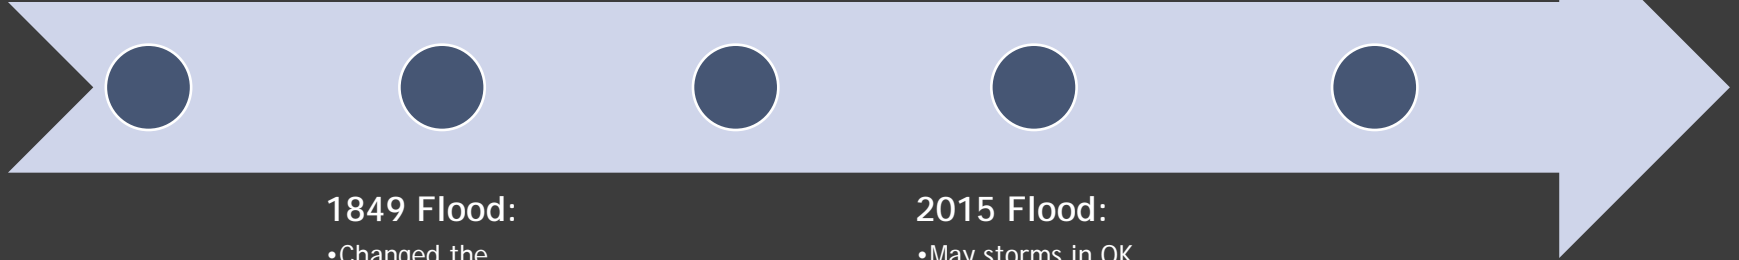 1849 Flood:
•Changed the
2015 Flood:
•May storms in OK